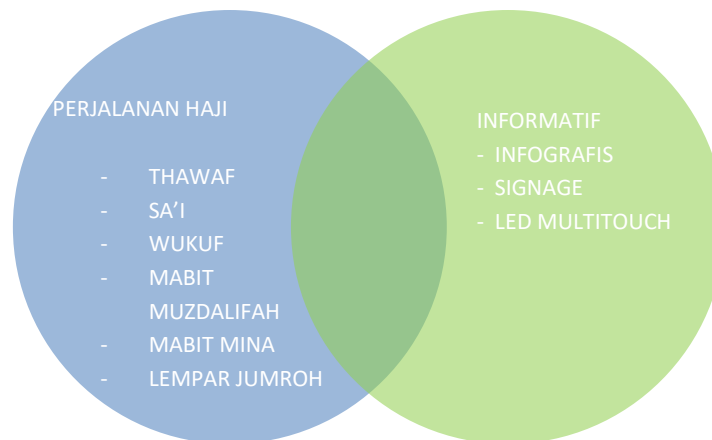 PERJALANAN HAJI
- THAWAF
- SA’I
- WUKUF
- MABIT
MUZDALIFAH
- MABIT MINA
- LEMPAR JUMROH
INFORMATIF
- INFOGRAFIS
- SIGNAGE
- LED MULTITOUCH